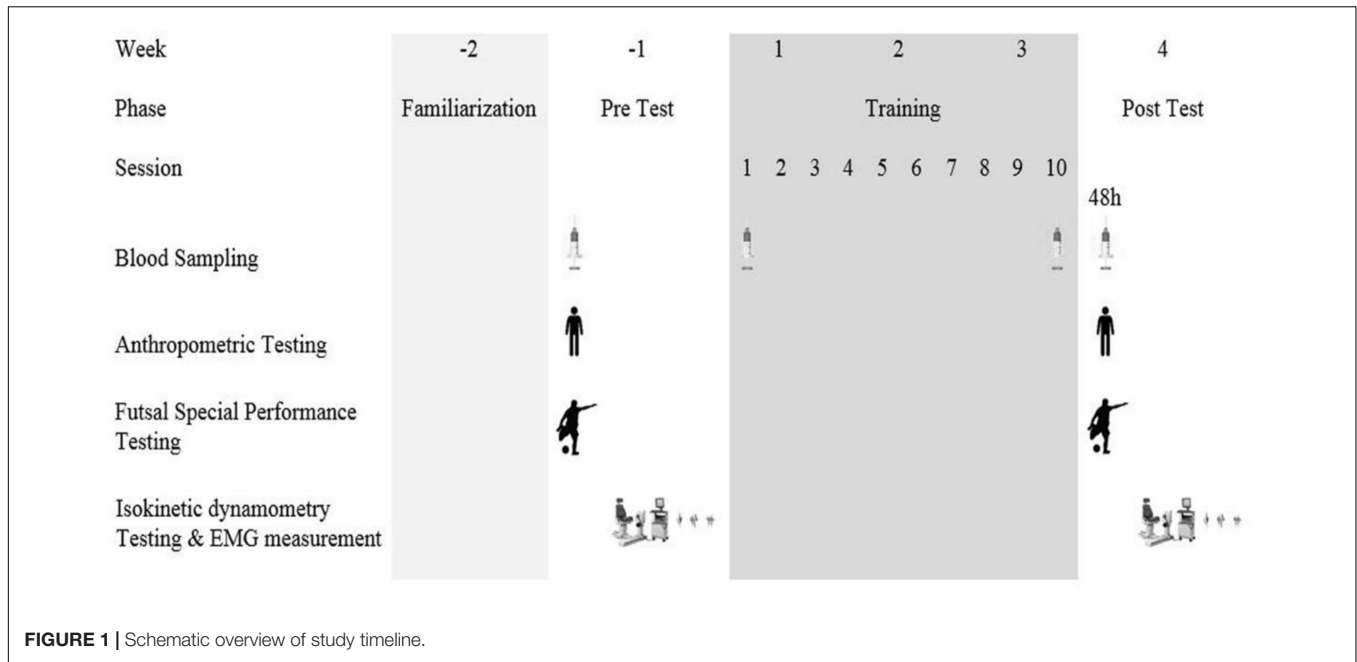 Week -2 -1 1 2 3 4
Phase Familiarization Pre Test Training Post Test
Session 1 2 3 4 5 6 7 8 9 10
48h
Blood Sampling
Anthropometric Testing
Futsal Special Performance
Testing
Isokinetic dynamometry
Testing & EMG measurement
FIGURE 1 | Schematic overview of study timeline.